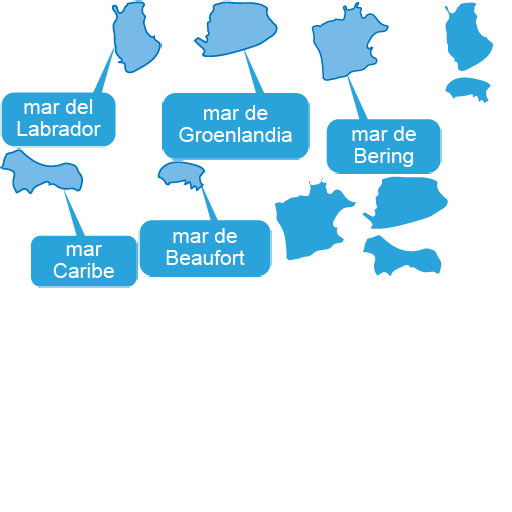 mar del
Labrador
mar de
Groenlandia
mar de
Bering
mar
Caribe
mar de
Beaufort